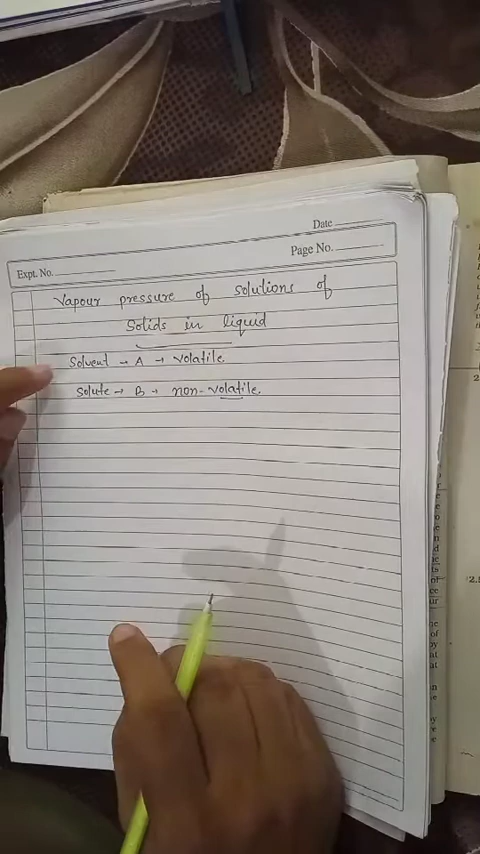 Date
Page No.
Expt. No.
Vapour pressure of solutions of
Solids in liquid
Solvent → A → volatile
Solute → B → non-volatile